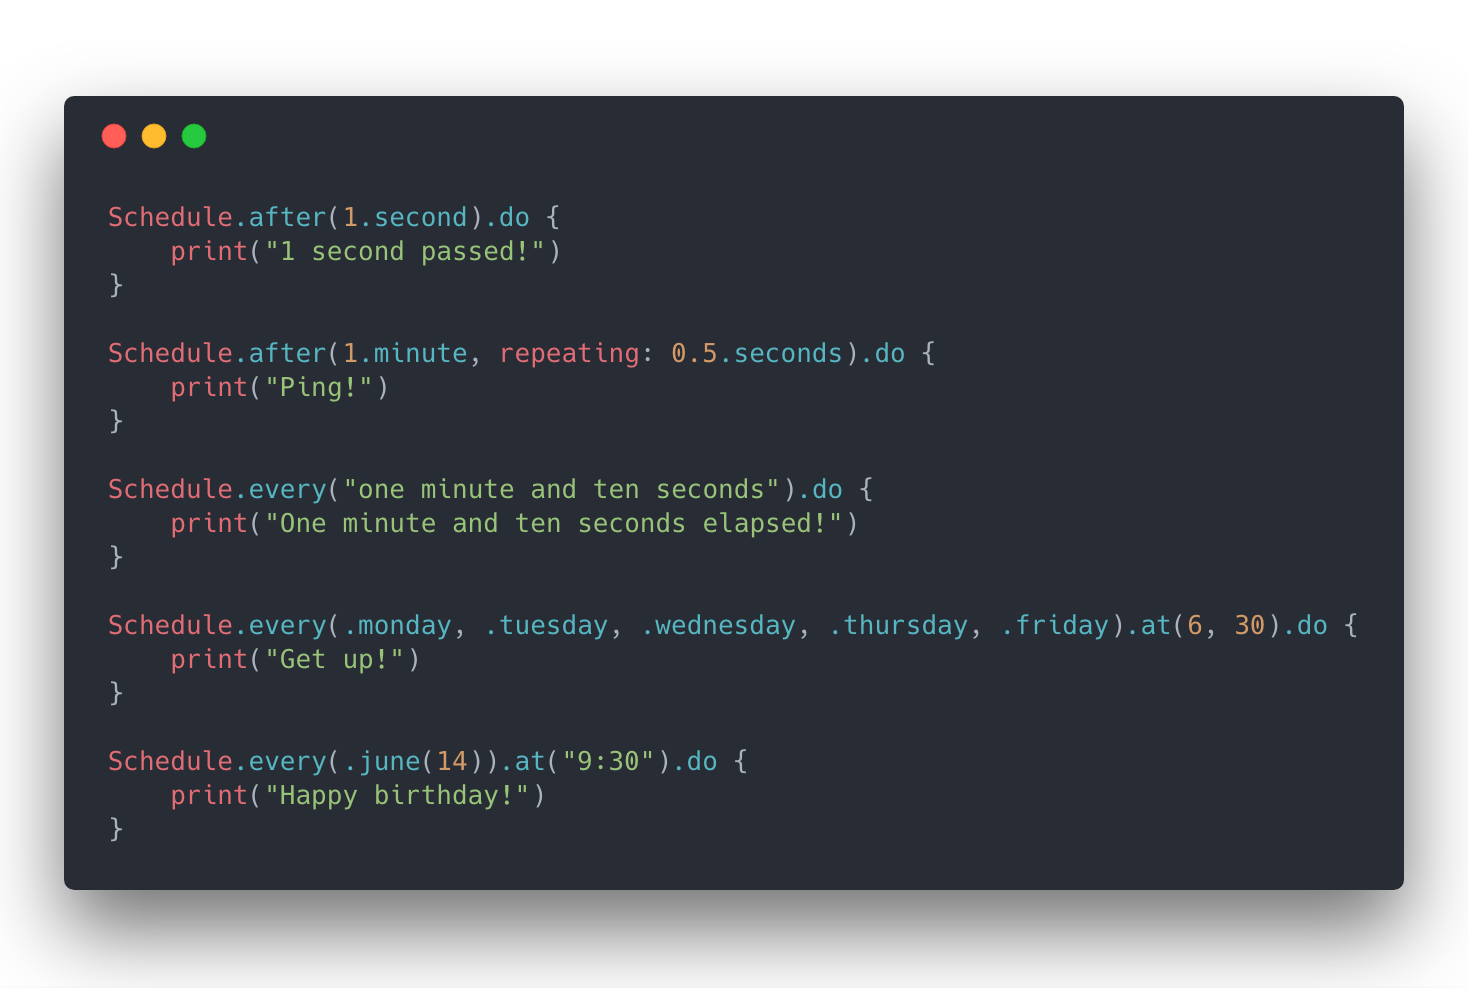 Schedule.after(1.second).do {
    print("1 second passed!")
}
Schedule.after(1.minute, repeating: 0.5.seconds).do {
    print("Ping!")
}
Schedule.every("one minute and ten seconds").do {
    print("One minute and ten seconds elapsed!")
}
Schedule.every(.monday, .tuesday, .wednesday, .thursday, .friday).at(6, 30).do {
    print("Get up!")
}
Schedule.every(.june(14)).at("9:30").do {
    print("Happy birthday!")
}